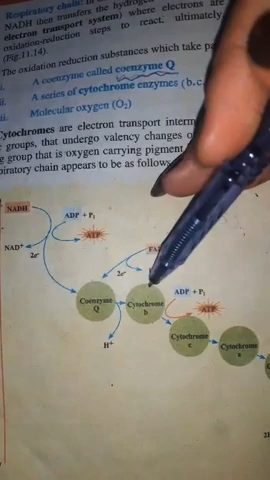 Respiratory chain: In
NADH then transfers the hydrogen
electron transport system) where electrons are
oxidation-reduction steps to react, ultimately
(Fig.11.14).
The oxidation reduction substances which take par
i. A coenzyme called coenzyme Q
ii. A series of cytochrome enzymes (b.c.
iii. Molecular oxygen (O₂)
Cytochromes are electron transport interm
groups, that undergo valency changes o
g group that is oxygen carrying pigment
piratory chain appears to be as follows
NADH
ADP + Pi
ATP
NAD⁺
2e⁻
FA
2e⁻
Coenzyme
Q
Cytochrome
b
ADP + Pi
ATP
H⁺
Cytochrome
c
Cytochrome
a